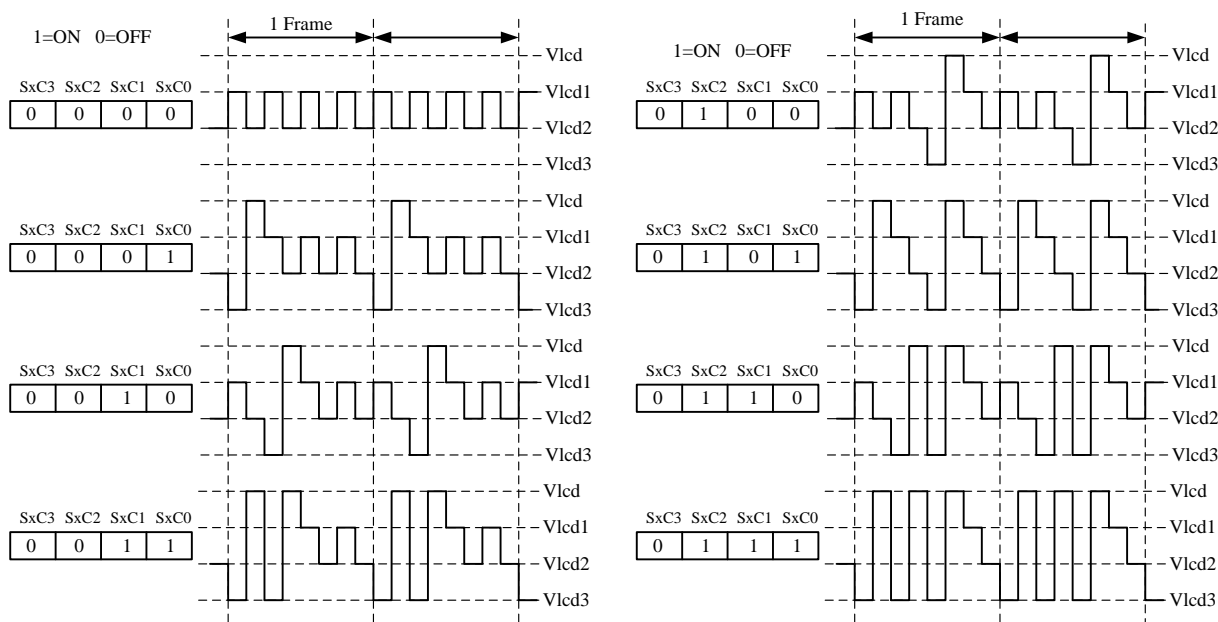 1=ON 0=OFF
1 Frame
Vlcd
SxC3 SxC2 SxC1 SxC0
0 0 0 0
Vlcd1
Vlcd2
Vlcd3
Vlcd
SxC3 SxC2 SxC1 SxC0
0 0 0 1
Vlcd1
Vlcd2
Vlcd3
Vlcd
SxC3 SxC2 SxC1 SxC0
0 0 1 0
Vlcd1
Vlcd2
Vlcd3
Vlcd
SxC3 SxC2 SxC1 SxC0
0 0 1 1
Vlcd1
Vlcd2
Vlcd3
1=ON 0=OFF
1 Frame
Vlcd
SxC3 SxC2 SxC1 SxC0
0 1 0 0
Vlcd1
Vlcd2
Vlcd3
Vlcd
SxC3 SxC2 SxC1 SxC0
0 1 0 1
Vlcd1
Vlcd2
Vlcd3
Vlcd
SxC3 SxC2 SxC1 SxC0
0 1 1 0
Vlcd1
Vlcd2
Vlcd3
Vlcd
SxC3 SxC2 SxC1 SxC0
0 1 1 1
Vlcd1
Vlcd2
Vlcd3